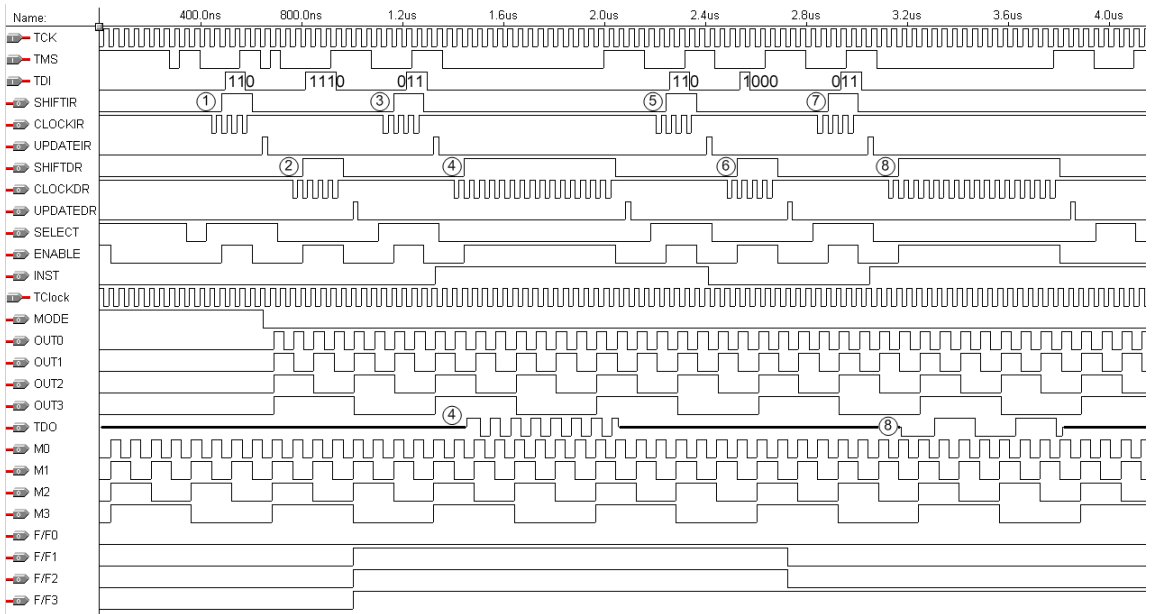 Name: 400.0ns 800.0ns 1.2us 1.6us 2.0us 2.4us 2.8us 3.2us 3.6us 4.0us
TCK
TMS
TDI 110 1110 011 110 1000 011
SHIFTIR 1 3 5 7
CLOCKIR
UPDATEIR
SHIFTDR 2 4 6 8
CLOCKDR
UPDATEDR
SELECT
ENABLE
INST
TClock
MODE
OUT0
OUT1
OUT2
OUT3
TDO 4 8
M0
M1
M2
M3
F/F0
F/F1
F/F2
F/F3